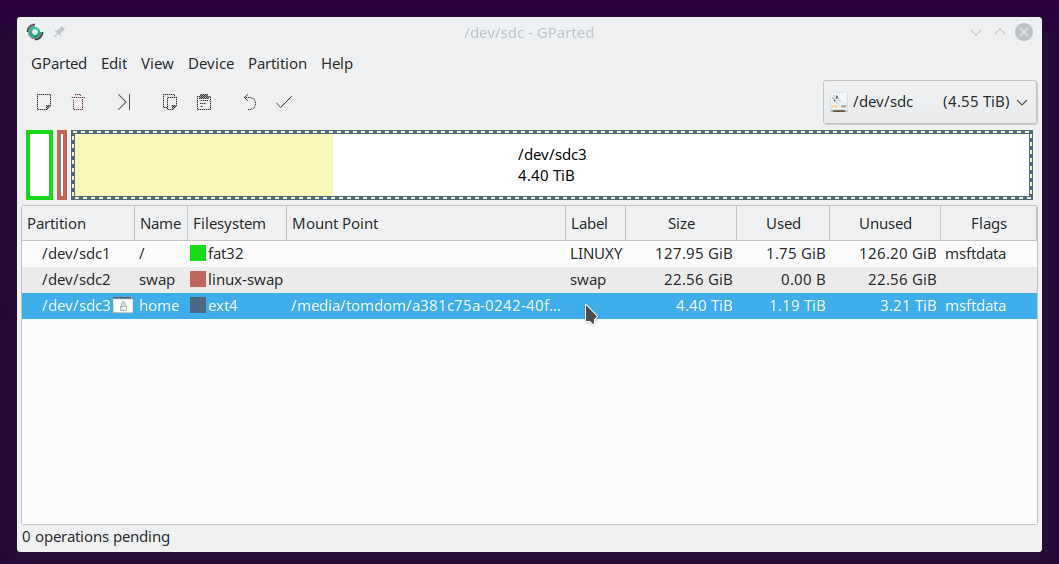 /dev/sdc - GParted
GParted Edit View Device Partition Help
/dev/sdc (4.55 TiB)
/dev/sdc3
4.40 TiB
Partition Name Filesystem Mount Point Label Size Used Unused Flags
/dev/sdc1 / fat32 LINUXY 127.95 GiB 1.75 GiB 126.20 GiB msftdata
/dev/sdc2 swap linux-swap swap 22.56 GiB 0.00 B 22.56 GiB
/dev/sdc3 home ext4 /media/tomdom/a381c75a-0242-40f... 4.40 TiB 1.19 TiB 3.21 TiB msftdata
0 operations pending